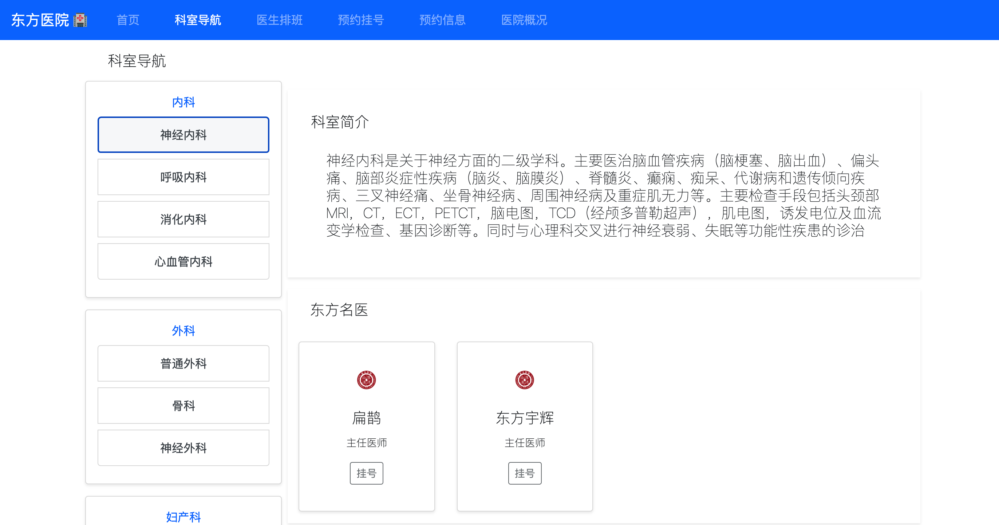 东方医院 首页 科室导航 医生排班 预约挂号 预约信息 医院概况
科室导航
内科
神经内科
呼吸内科
消化内科
心血管内科
外科
普通外科
骨科
神经外科
妇产科
科室简介
神经内科是关于神经方面的二级学科。主要医治脑血管疾病（脑梗塞、脑出血）、偏头
痛、脑部炎症性疾病（脑炎、脑膜炎）、脊髓炎、癫痫、痴呆、代谢病和遗传倾向疾
病、三叉神经痛、坐骨神经病、周围神经病及重症肌无力等。主要检查手段包括头颈部
MRI，CT，ECT，PETCT，脑电图，TCD（经颅多普勒超声），肌电图，诱发电位及血流
变学检查、基因诊断等。同时与心理科交叉进行神经衰弱、失眠等功能性疾患的诊治
东方名医
扁鹊
主任医师
挂号
东方宇辉
主任医师
挂号